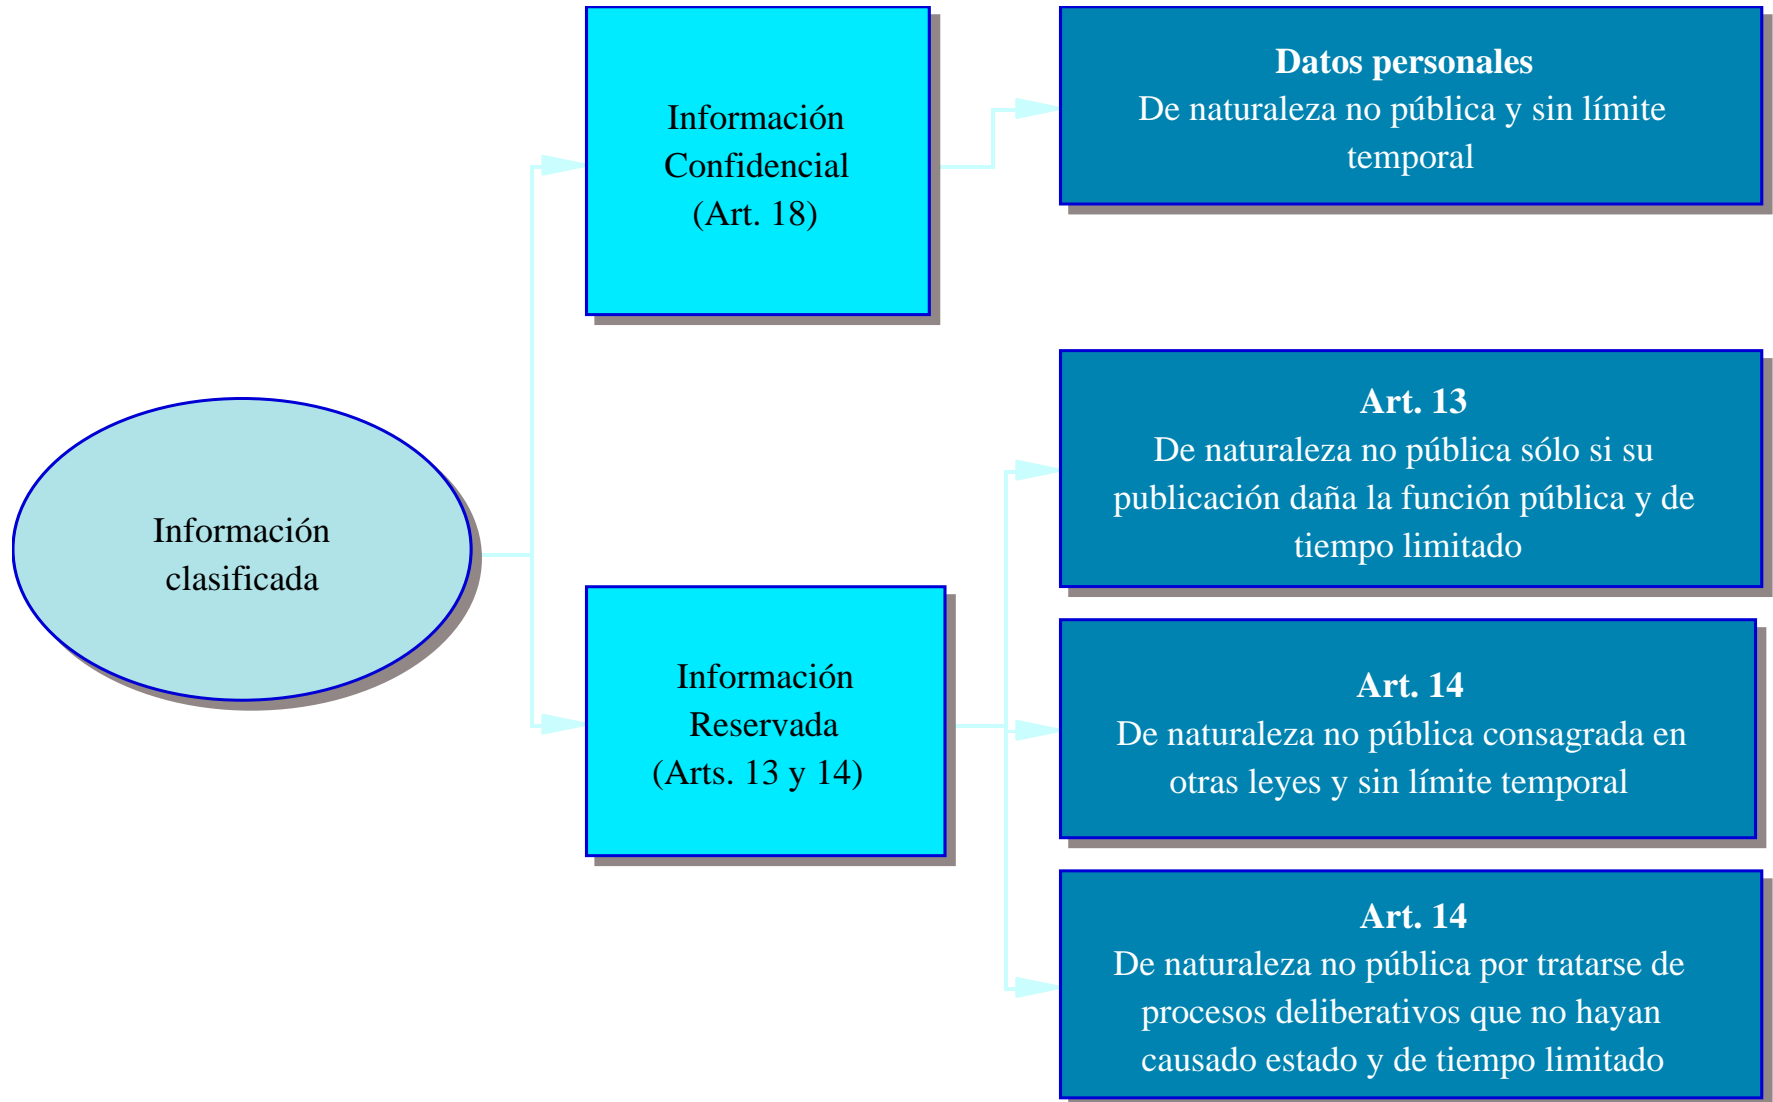 Información
clasificada
Información
Confidencial
(Art. 18)
Datos personales
De naturaleza no pública y sin límite
temporal
Información
Reservada
(Arts. 13 y 14)
Art. 13
De naturaleza no pública sólo si su
publicación daña la función pública y de
tiempo limitado
Art. 14
De naturaleza no pública consagrada en
otras leyes y sin límite temporal
Art. 14
De naturaleza no pública por tratarse de
procesos deliberativos que no hayan
causado estado y de tiempo limitado